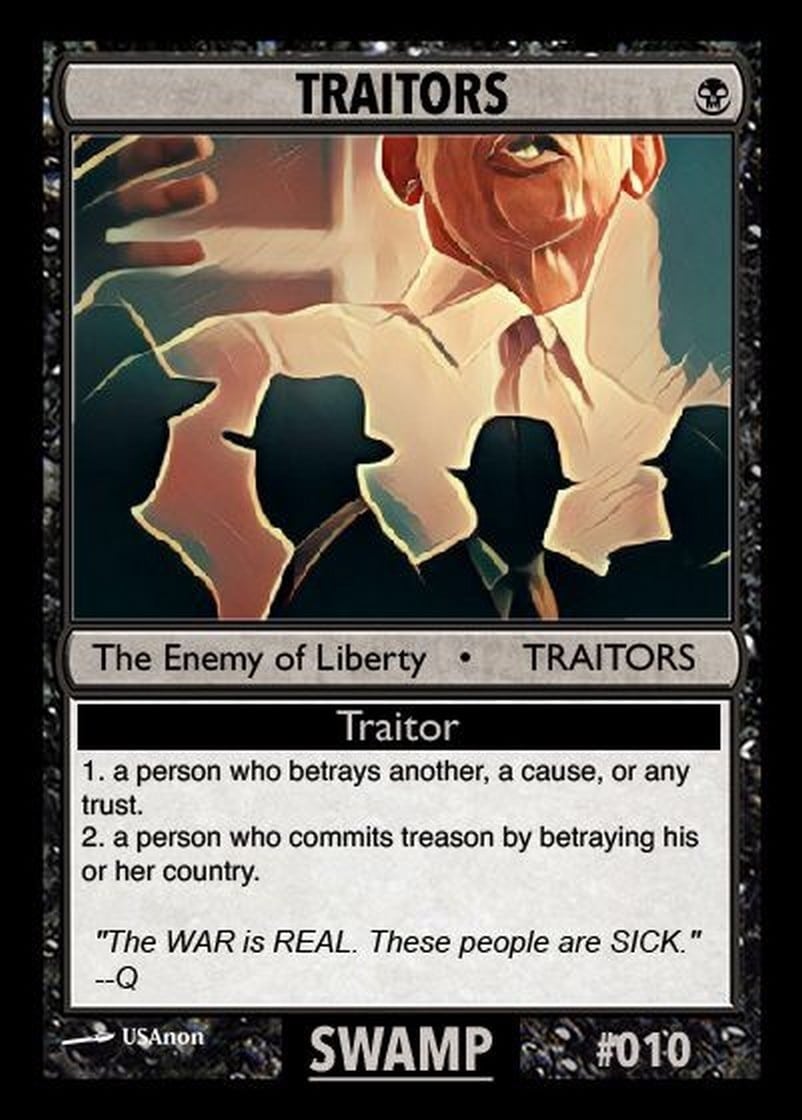 TRAITORS
The Enemy of Liberty • TRAITORS
Traitor
1. a person who betrays another, a cause, or any
trust.
2. a person who commits treason by betraying his
or her country.
"The WAR is REAL. These people are SICK."
--Q
USAnon
SWAMP
#010